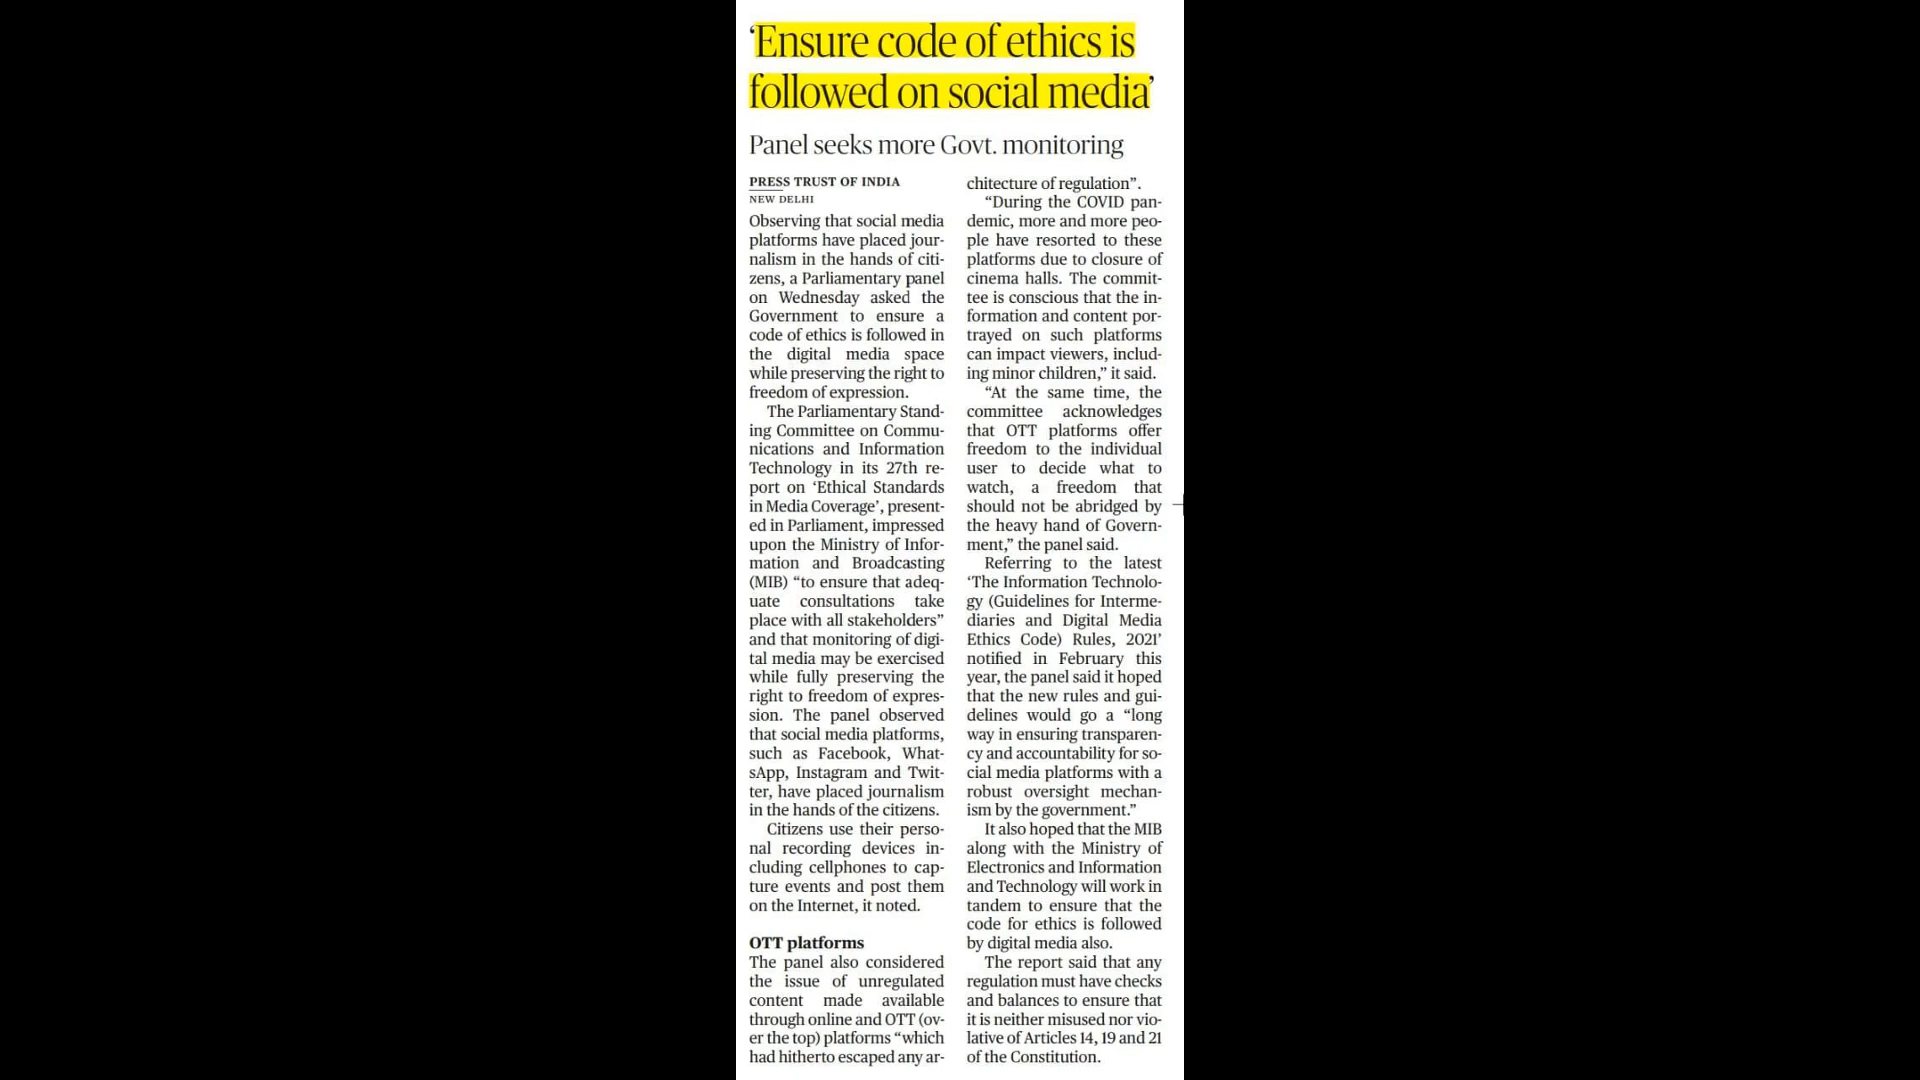 ‘Ensure code of ethics is
followed on social media’
Panel seeks more Govt. monitoring
PRESS TRUST OF INDIA
NEW DELHI
Observing that social media
platforms have placed jour-
nalism in the hands of citi-
zens, a Parliamentary panel
on Wednesday asked the
Government to ensure a
code of ethics is followed in
the digital media space
while preserving the right to
freedom of expression.
The Parliamentary Stand-
ing Committee on Commu-
nications and Information
Technology in its 27th re-
port on ‘Ethical Standards
in Media Coverage’, present-
ed in Parliament, impressed
upon the Ministry of Infor-
mation and Broadcasting
(MIB) “to ensure that adeq-
uate consultations take
place with all stakeholders”
and that monitoring of digi-
tal media may be exercised
while fully preserving the
right to freedom of expres-
sion. The panel observed
that social media platforms,
such as Facebook, What-
sApp, Instagram and Twit-
ter, have placed journalism
in the hands of the citizens.
Citizens use their perso-
nal recording devices in-
cluding cellphones to cap-
ture events and post them
on the Internet, it noted.
OTT platforms
The panel also considered
the issue of unregulated
content made available
through online and OTT (ov-
er the top) platforms “which
had hitherto escaped any ar-
chitecture of regulation”.
“During the COVID pan-
demic, more and more peo-
ple have resorted to these
platforms due to closure of
cinema halls. The commit-
tee is conscious that the in-
formation and content por-
trayed on such platforms
can impact viewers, includ-
ing minor children,” it said.
“At the same time, the
committee acknowledges
that OTT platforms offer
freedom to the individual
user to decide what to
watch, a freedom that
should not be abridged by
the heavy hand of Govern-
ment,” the panel said.
Referring to the latest
‘The Information Technolo-
gy (Guidelines for Interme-
diaries and Digital Media
Ethics Code) Rules, 2021’
notified in February this
year, the panel said it hoped
that the new rules and gui-
delines would go a “long
way in ensuring transparen-
cy and accountability for so-
cial media platforms with a
robust oversight mechan-
ism by the government.”
It also hoped that the MIB
along with the Ministry of
Electronics and Information
and Technology will work in
tandem to ensure that the
code for ethics is followed
by digital media also.
The report said that any
regulation must have checks
and balances to ensure that
it is neither misused nor vio-
lative of Articles 14, 19 and 21
of the Constitution.